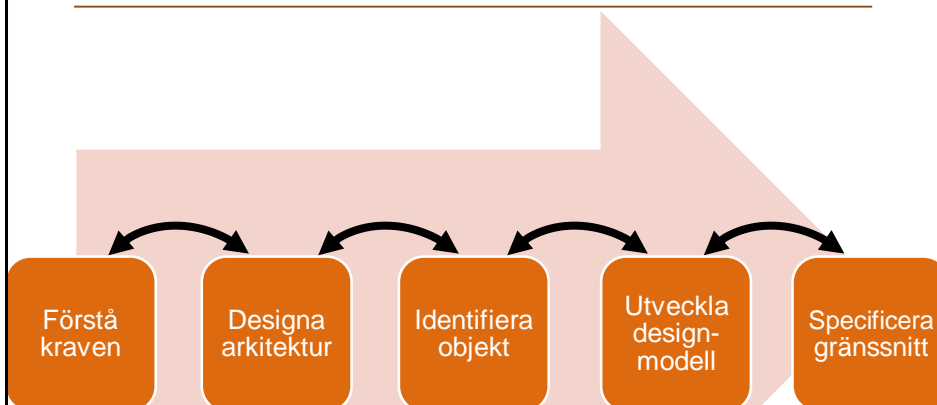 Förstå
kraven
Designa
arkitektur
Identifiera
objekt
Utveckla
design-
modell
Specificera
gränssnitt